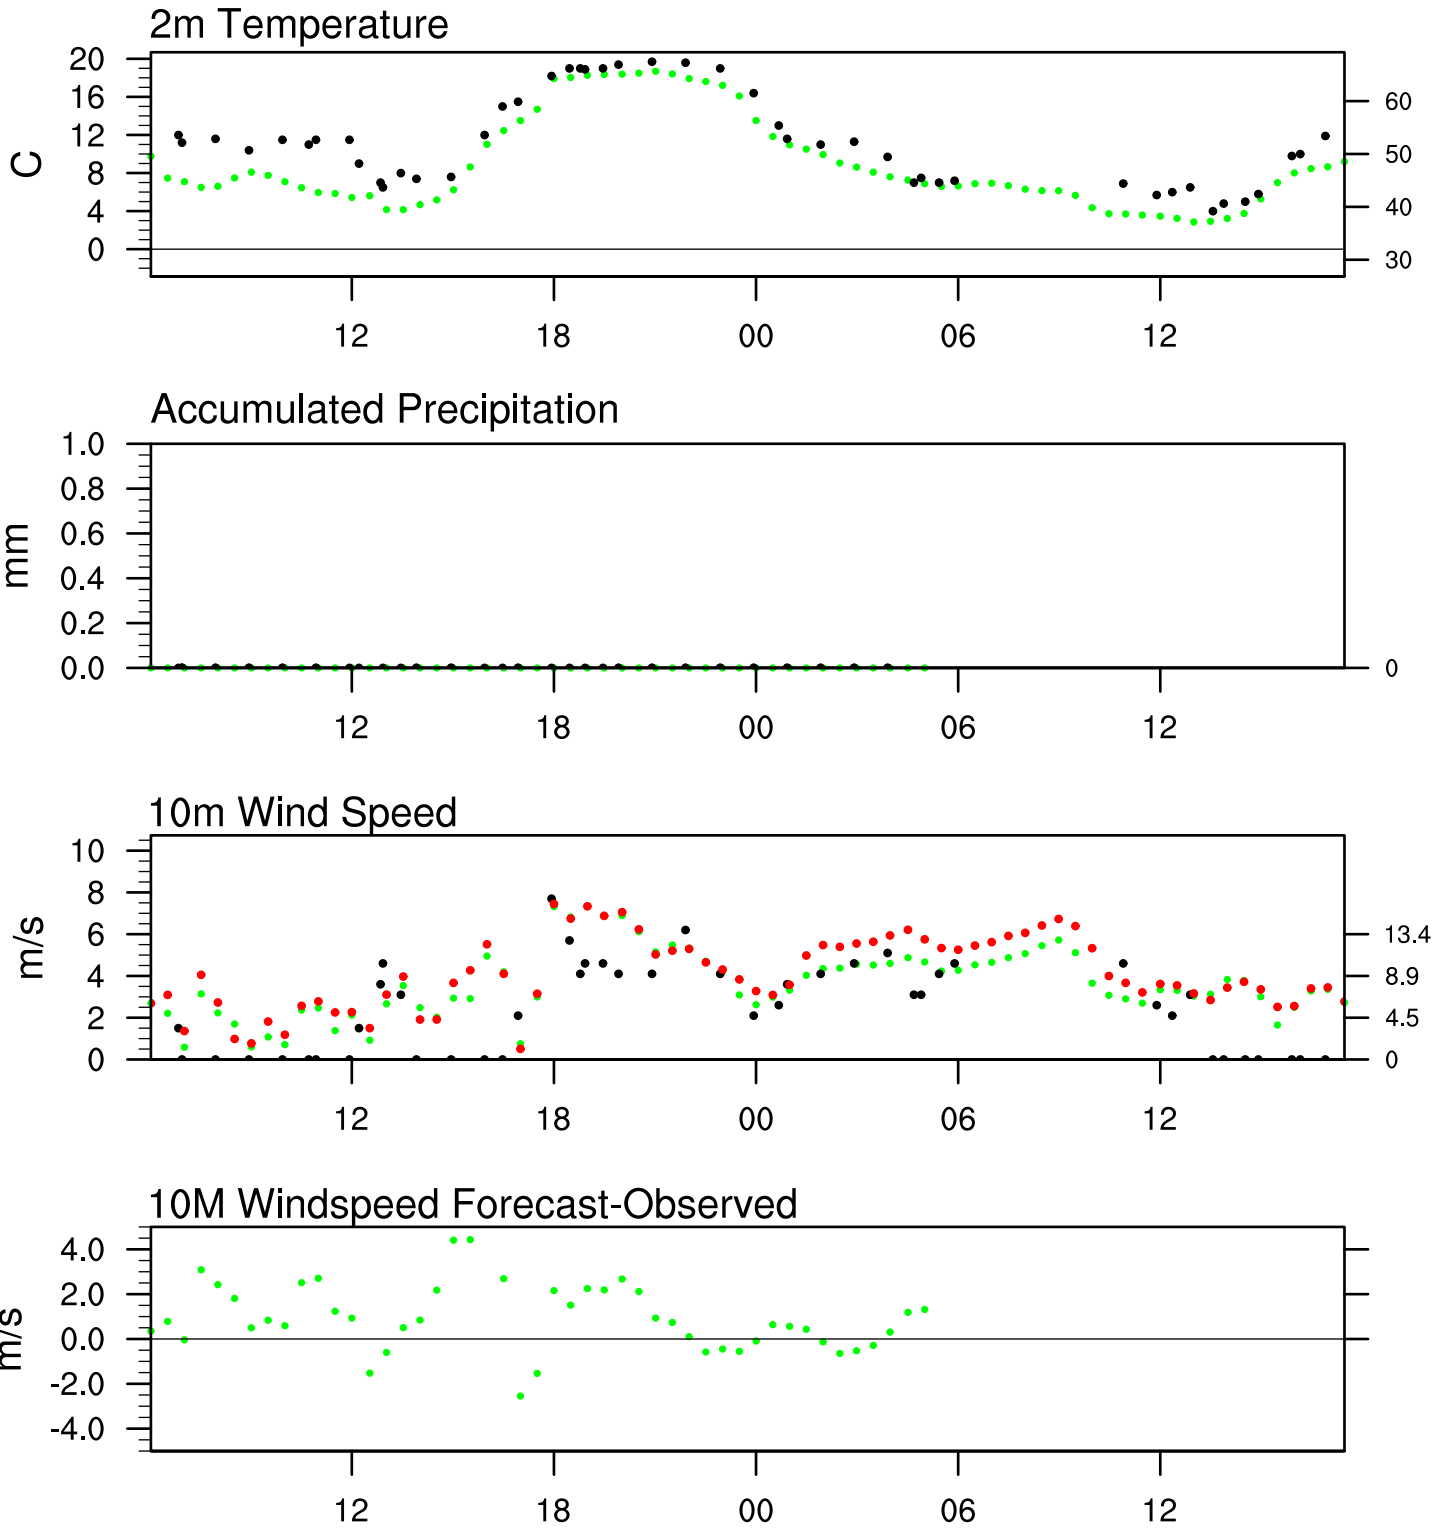 2m Temperature
20
16
12
8
4
0
C
60
50
40
30
12 18 00 06 12
Accumulated Precipitation
1.0
0.8
0.6
0.4
0.2
0.0
mm
0
12 18 00 06 12
10m Wind Speed
10
8
6
4
2
0
m/s
13.4
8.9
4.5
0
12 18 00 06 12
10M Windspeed Forecast-Observed
4.0
2.0
0.0
-2.0
-4.0
m/s
12 18 00 06 12